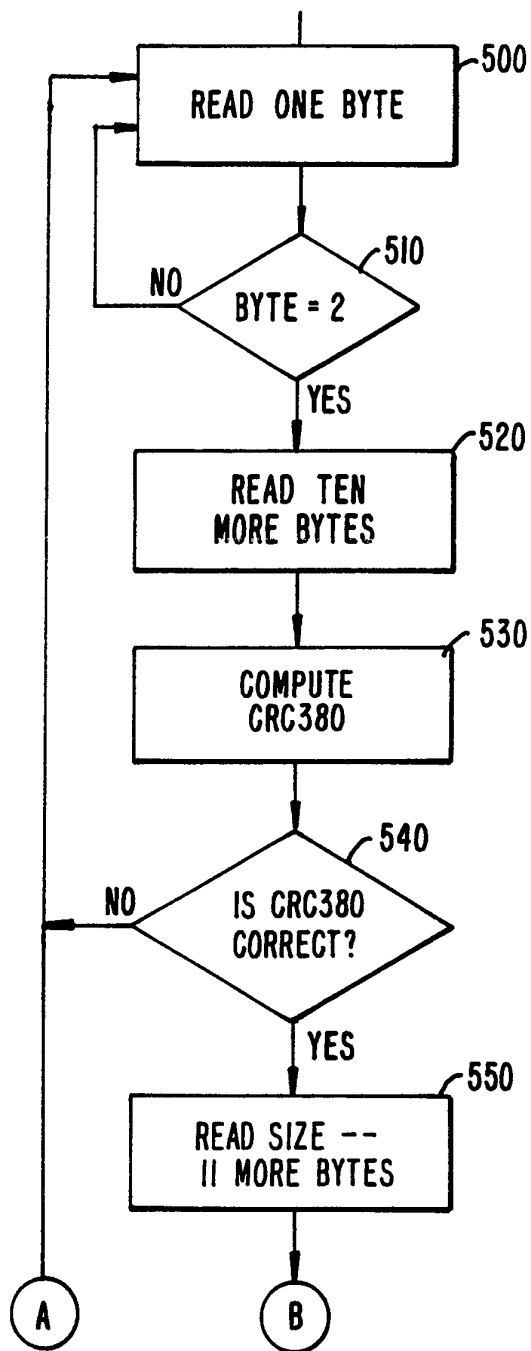 500
READ ONE BYTE
510
NO
BYTE = 2
YES
520
READ TEN
MORE BYTES
530
COMPUTE
CRC380
540
NO
IS CRC380
CORRECT?
YES
550
READ SIZE --
11 MORE BYTES
A
B